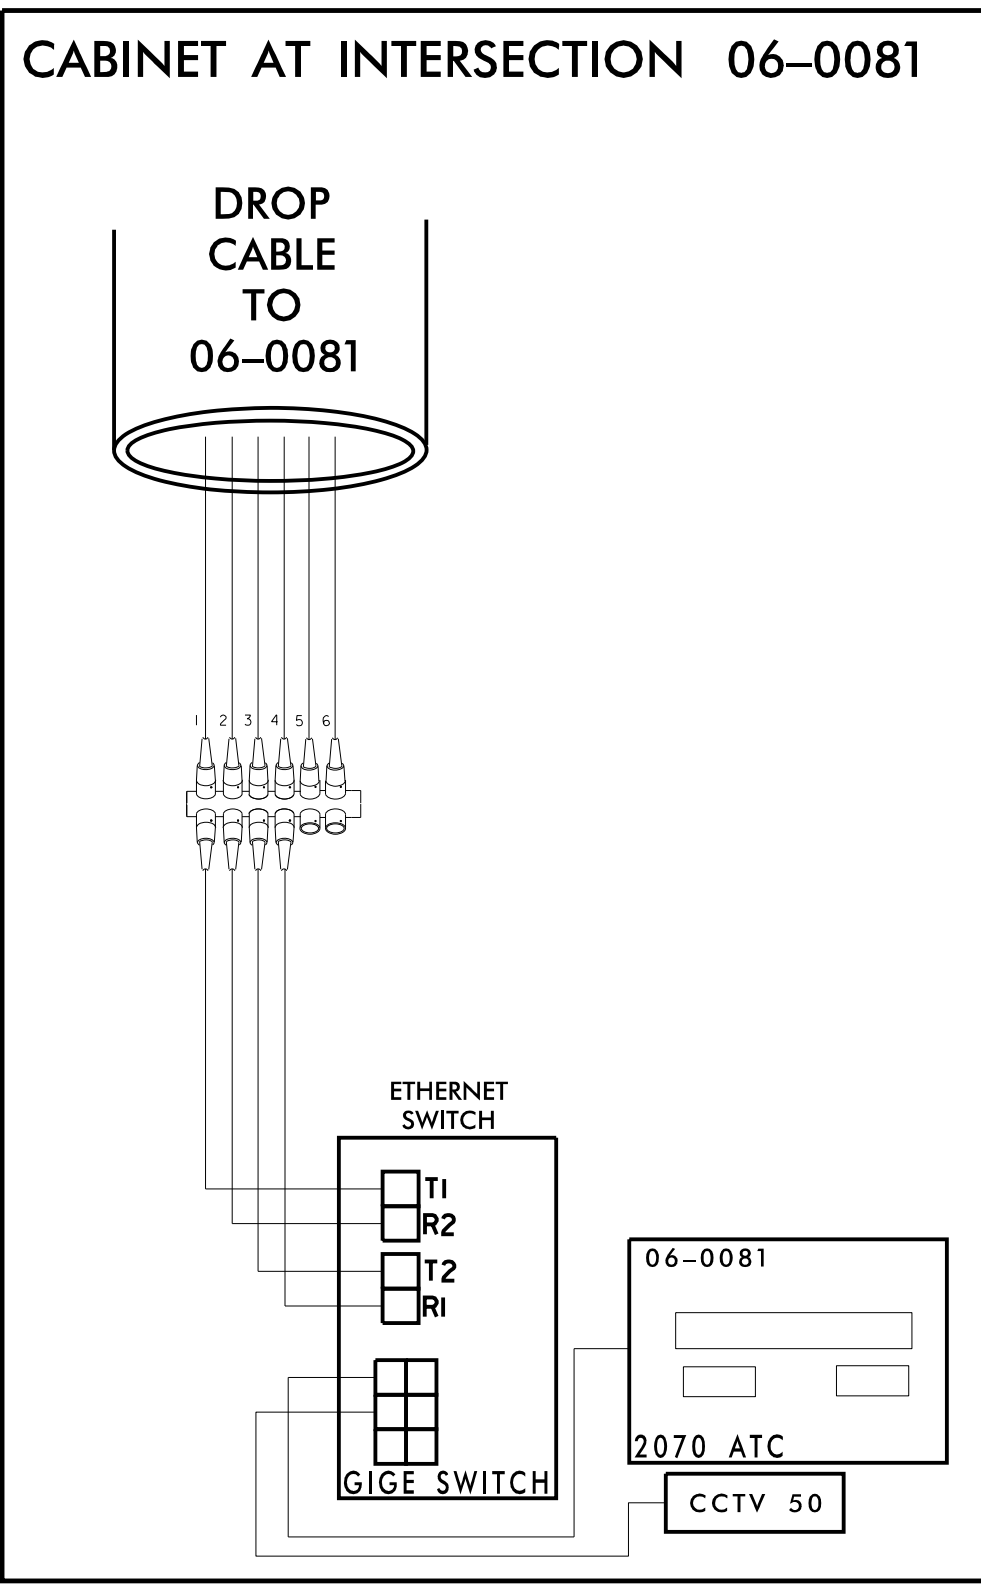 CABINET AT INTERSECTION 06–0081
DROP
CABLE
TO
06–0081
1 2 3 4 5 6
ETHERNET
SWITCH
T1
R2
T2
R1
GIGE SWITCH
06–0081
2070 ATC
CCTV 50